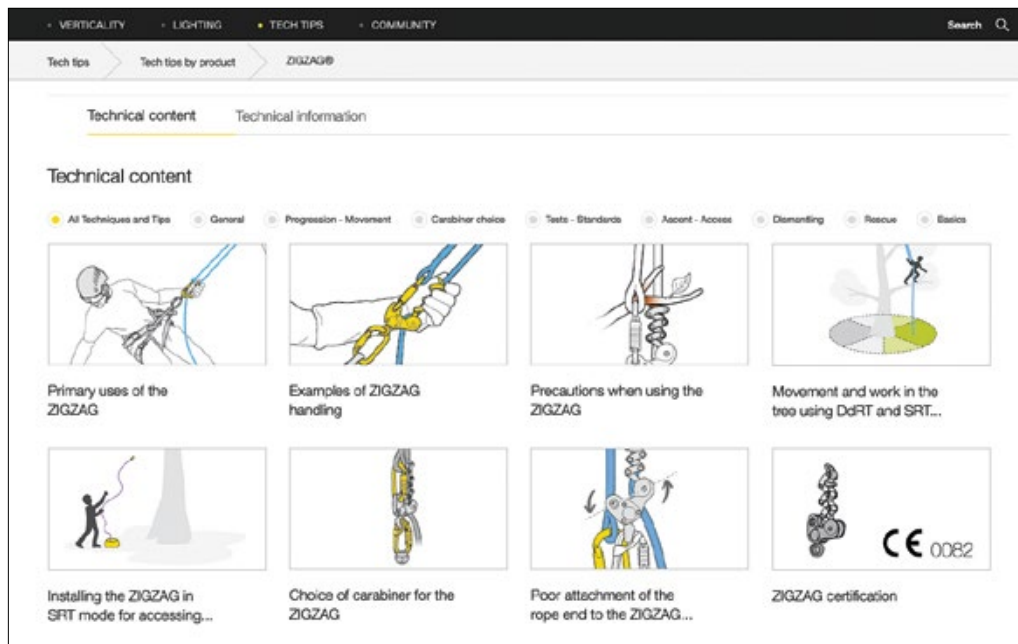 VERTICALITY LIGHTING TECH TIPS COMMUNITY Search
Tech tips Tech tips by product ZIGZAG®
Technical content Technical information
Technical content
All Techniques and Tips General Progression - Movement Carabiner choice Tests - Standards Ascent - Access Dismantling Rescue Basics
Primary uses of the
ZIGZAG
Examples of ZIGZAG
handling
Precautions when using the
ZIGZAG
Movement and work in the
tree using DdRT and SRT...
CE 0082
Installing the ZIGZAG in
SRT mode for accessing...
Choice of carabiner for the
ZIGZAG
Poor attachment of the
rope end to the ZIGZAG...
ZIGZAG certification